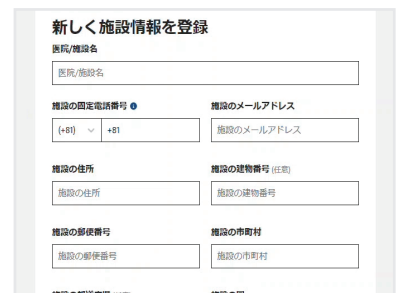 新しく施設情報を登録
医院/施設名
医院/施設名
施設の固定電話番号
施設のメールアドレス
(+81)
+81
施設のメールアドレス
施設の住所
施設の建物番号 (任意)
施設の住所
施設の建物番号
施設の郵便番号
施設の市町村
施設の郵便番号
施設の市町村